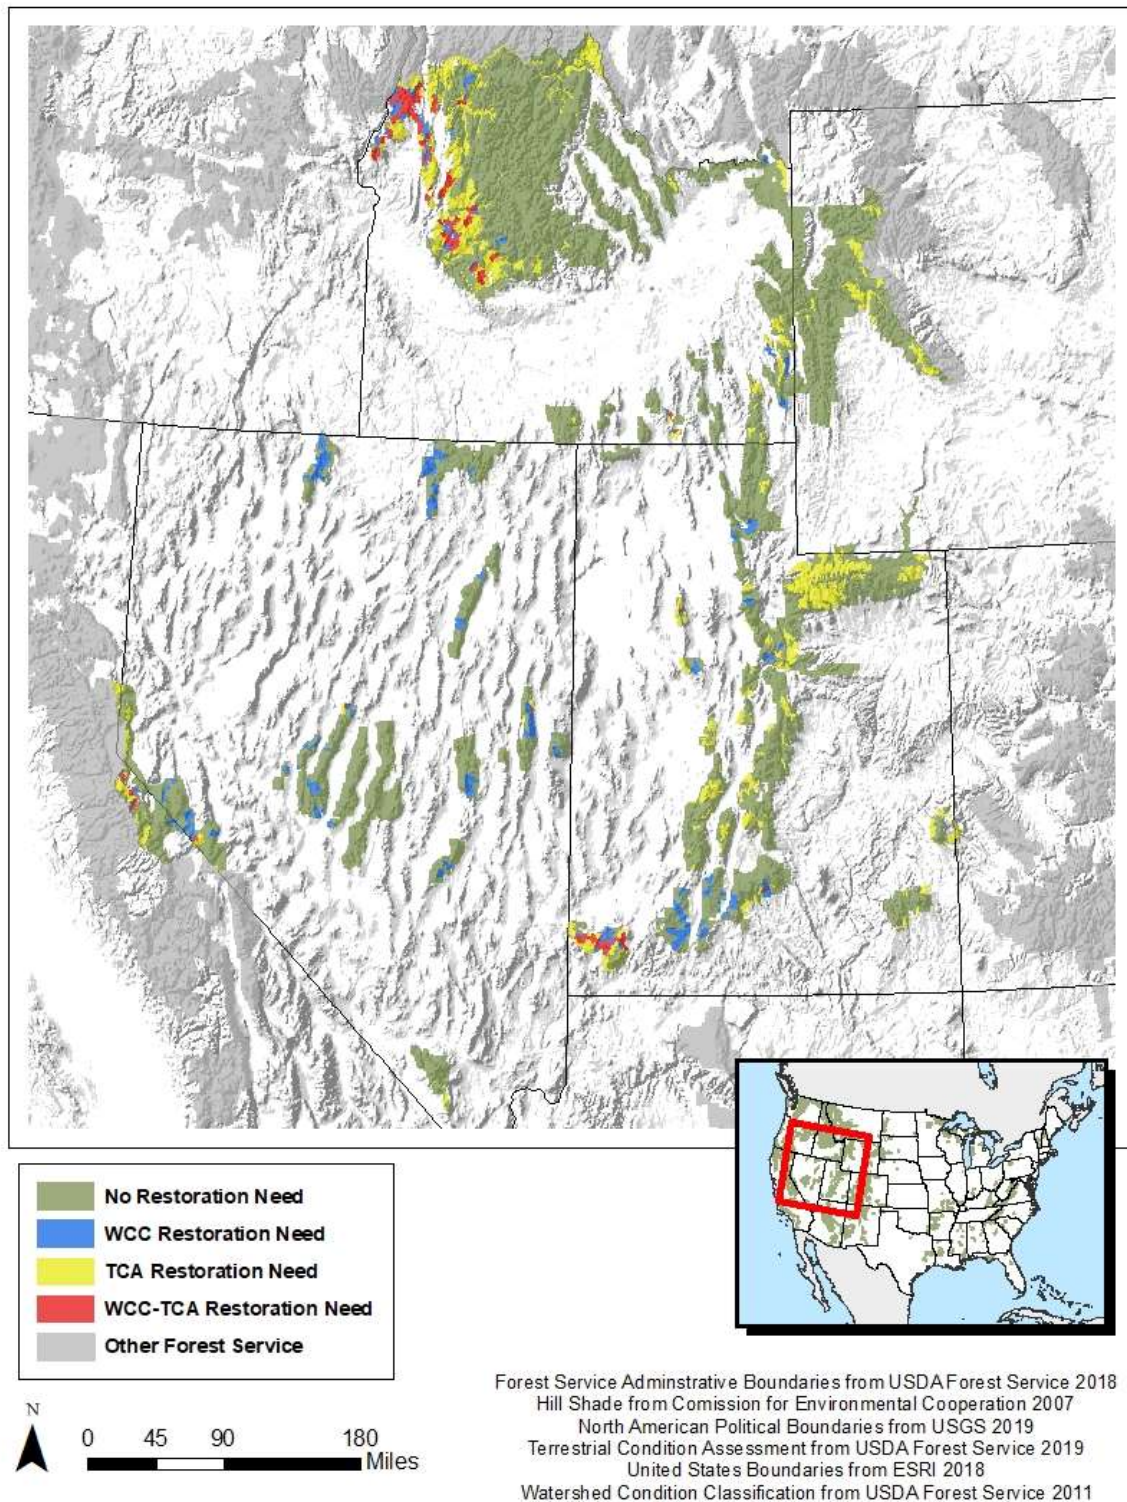 No Restoration Need
WCC Restoration Need
TCA Restoration Need
WCC-TCA Restoration Need
Other Forest Service
N
0 45 90 180
Miles
Forest Service Adminstrative Boundaries from USDA Forest Service 2018
Hill Shade from Comission for Environmental Cooperation 2007
North American Political Boundaries from USGS 2019
Terrestrial Condition Assessment from USDA Forest Service 2019
United States Boundaries from ESRI 2018
Watershed Condition Classification from USDA Forest Service 2011